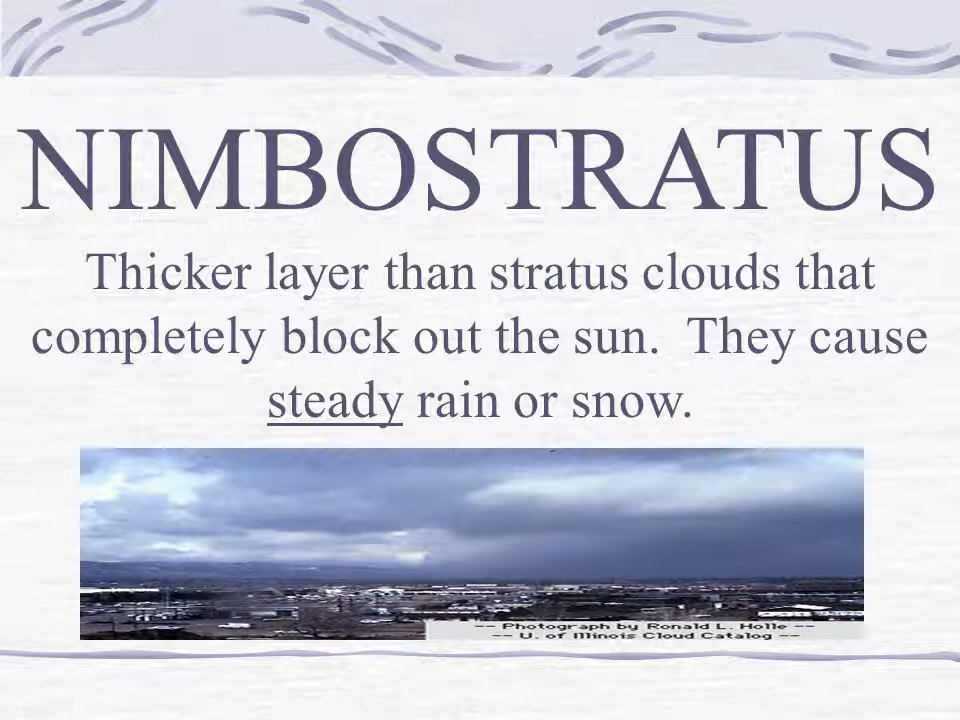 NIMBOSTRATUS
Thicker layer than stratus clouds that
completely block out the sun.  They cause
steady rain or snow.
-- Photograph by Ronald L. Holle --
-- U. of Illinois Cloud Catalog --